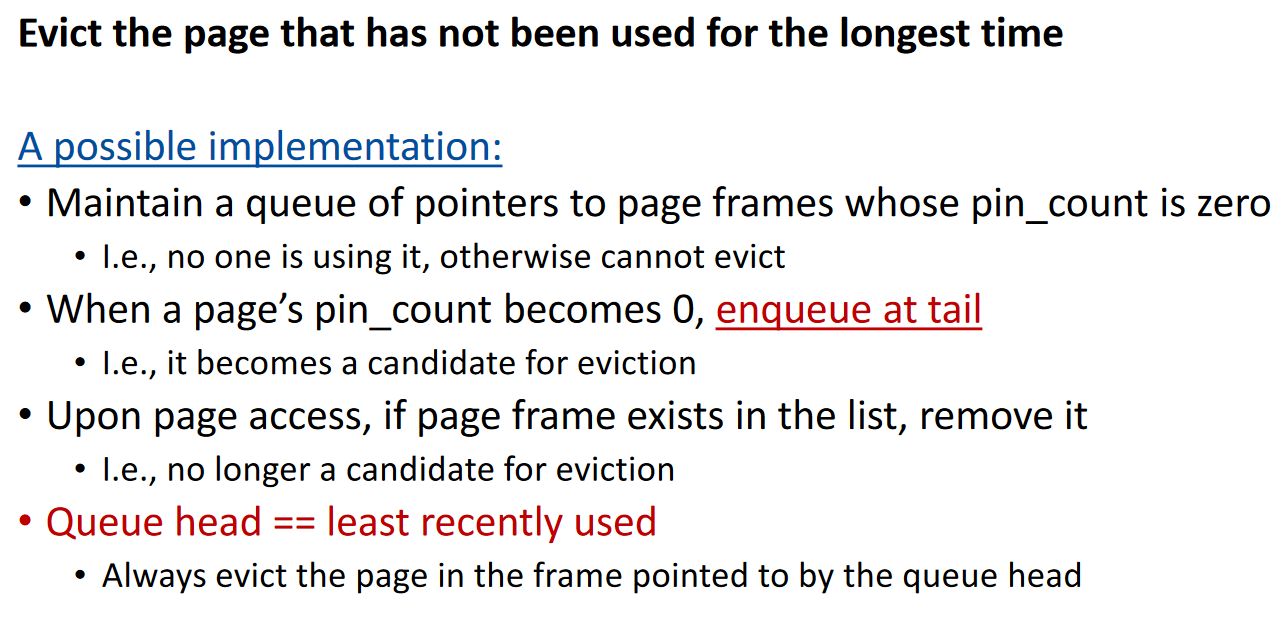 Evict the page that has not been used for the longest time
A possible implementation:
• Maintain a queue of pointers to page frames whose pin_count is zero
• I.e., no one is using it, otherwise cannot evict
• When a page’s pin_count becomes 0, enqueue at tail
• I.e., it becomes a candidate for eviction
• Upon page access, if page frame exists in the list, remove it
• I.e., no longer a candidate for eviction
• Queue head == least recently used
• Always evict the page in the frame pointed to by the queue head